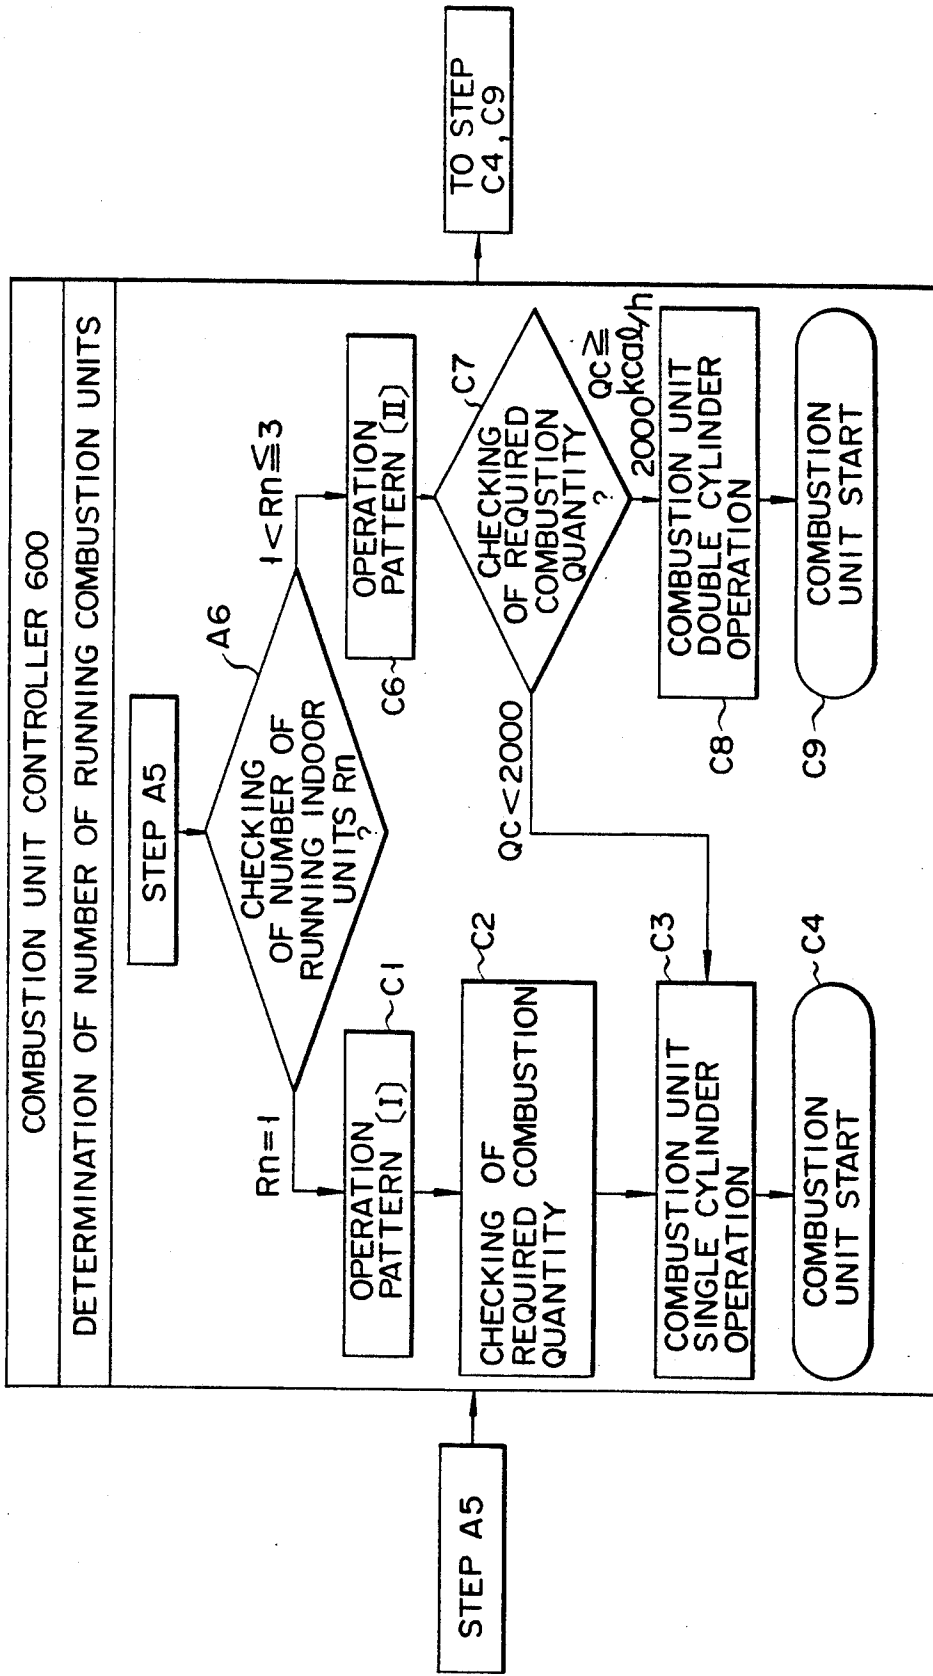 COMBUSTION UNIT CONTROLLER 600
DETERMINATION OF NUMBER OF RUNNING COMBUSTION UNITS
STEP A5
STEP A5
A6
CHECKING
OF NUMBER OF
RUNNING INDOOR
UNITS Rn
?
Rn=1
1<Rn≦3
OPERATION
PATTERN (I)
C1
CHECKING OF
REQUIRED COMBUSTION
QUANTITY
C2
COMBUSTION UNIT
SINGLE CYLINDER
OPERATION
C3
COMBUSTION
UNIT START
C4
OPERATION
PATTERN (II)
C6
C7
CHECKING
OF REQUIRED
COMBUSTION
QUANTITY
?
QC<2000
QC≧
2000kcal/h
COMBUSTION UNIT
DOUBLE CYLINDER
OPERATION
C8
COMBUSTION
UNIT START
C9
TO STEP
C4, C9